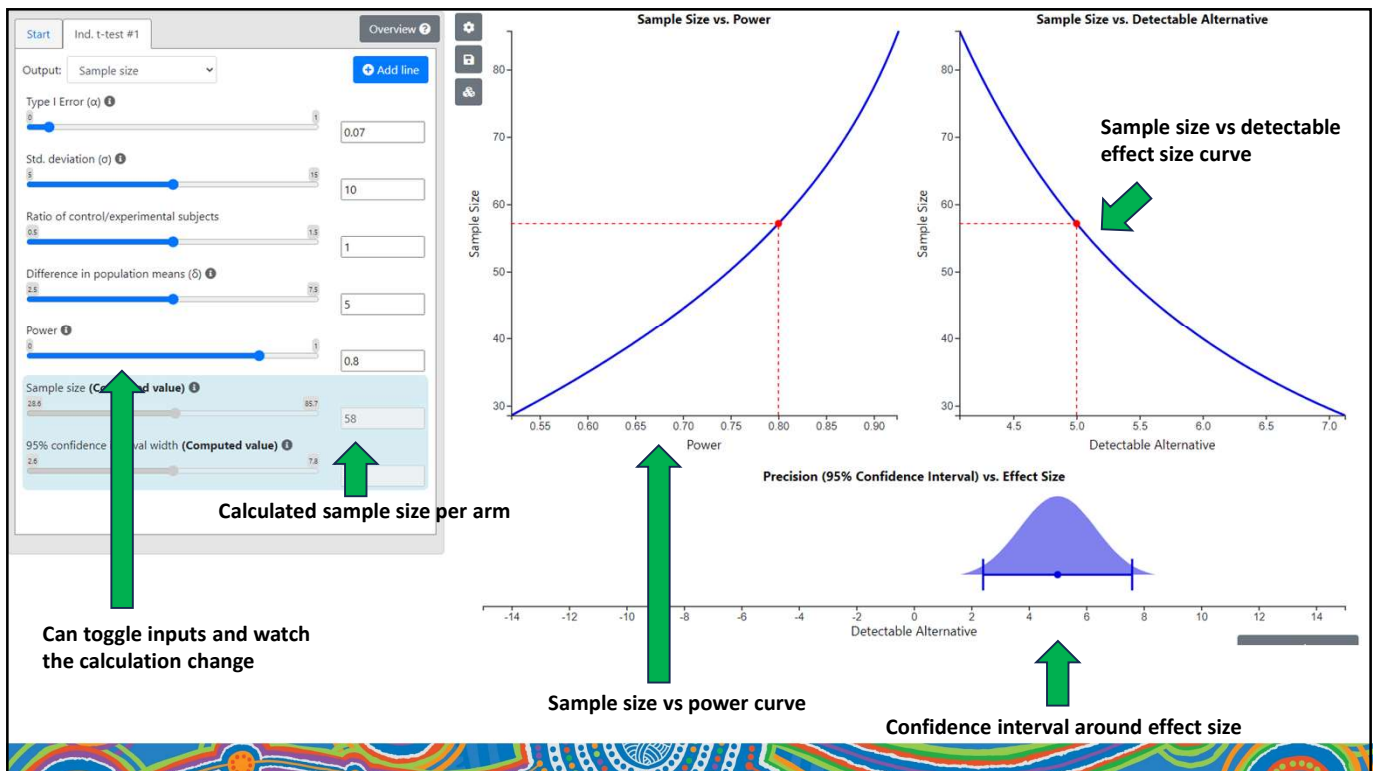 Start
Ind. t-test #1
Overview
Output:
Sample size
Add line
Type I Error (α)
0
1
0.07
Std. deviation (σ)
5
15
10
Ratio of control/experimental subjects
0.5
1.5
1
Difference in population means (δ)
2.5
7.5
5
Power
0
1
0.8
Sample size (Co d value)
28.6
85.7
58
95% confidence val width (Computed value)
2.6
7.8
Calculated sample size per arm
Can toggle inputs and watch
the calculation change
Sample Size vs. Power
80
70
60
50
40
30
Sample Size
0.55 0.60 0.65 0.70 0.75 0.80 0.85 0.90
Power
Sample size vs power curve
Sample Size vs. Detectable Alternative
80
70
60
50
40
30
Sample Size
4.5 5.0 5.5 6.0 6.5 7.0
Detectable Alternative
Sample size vs detectable
effect size curve
Precision (95% Confidence Interval) vs. Effect Size
-14 -12 -10 -8 -6 -4 -2 0 2 4 6 8 10 12 14
Detectable Alternative
Confidence interval around effect size